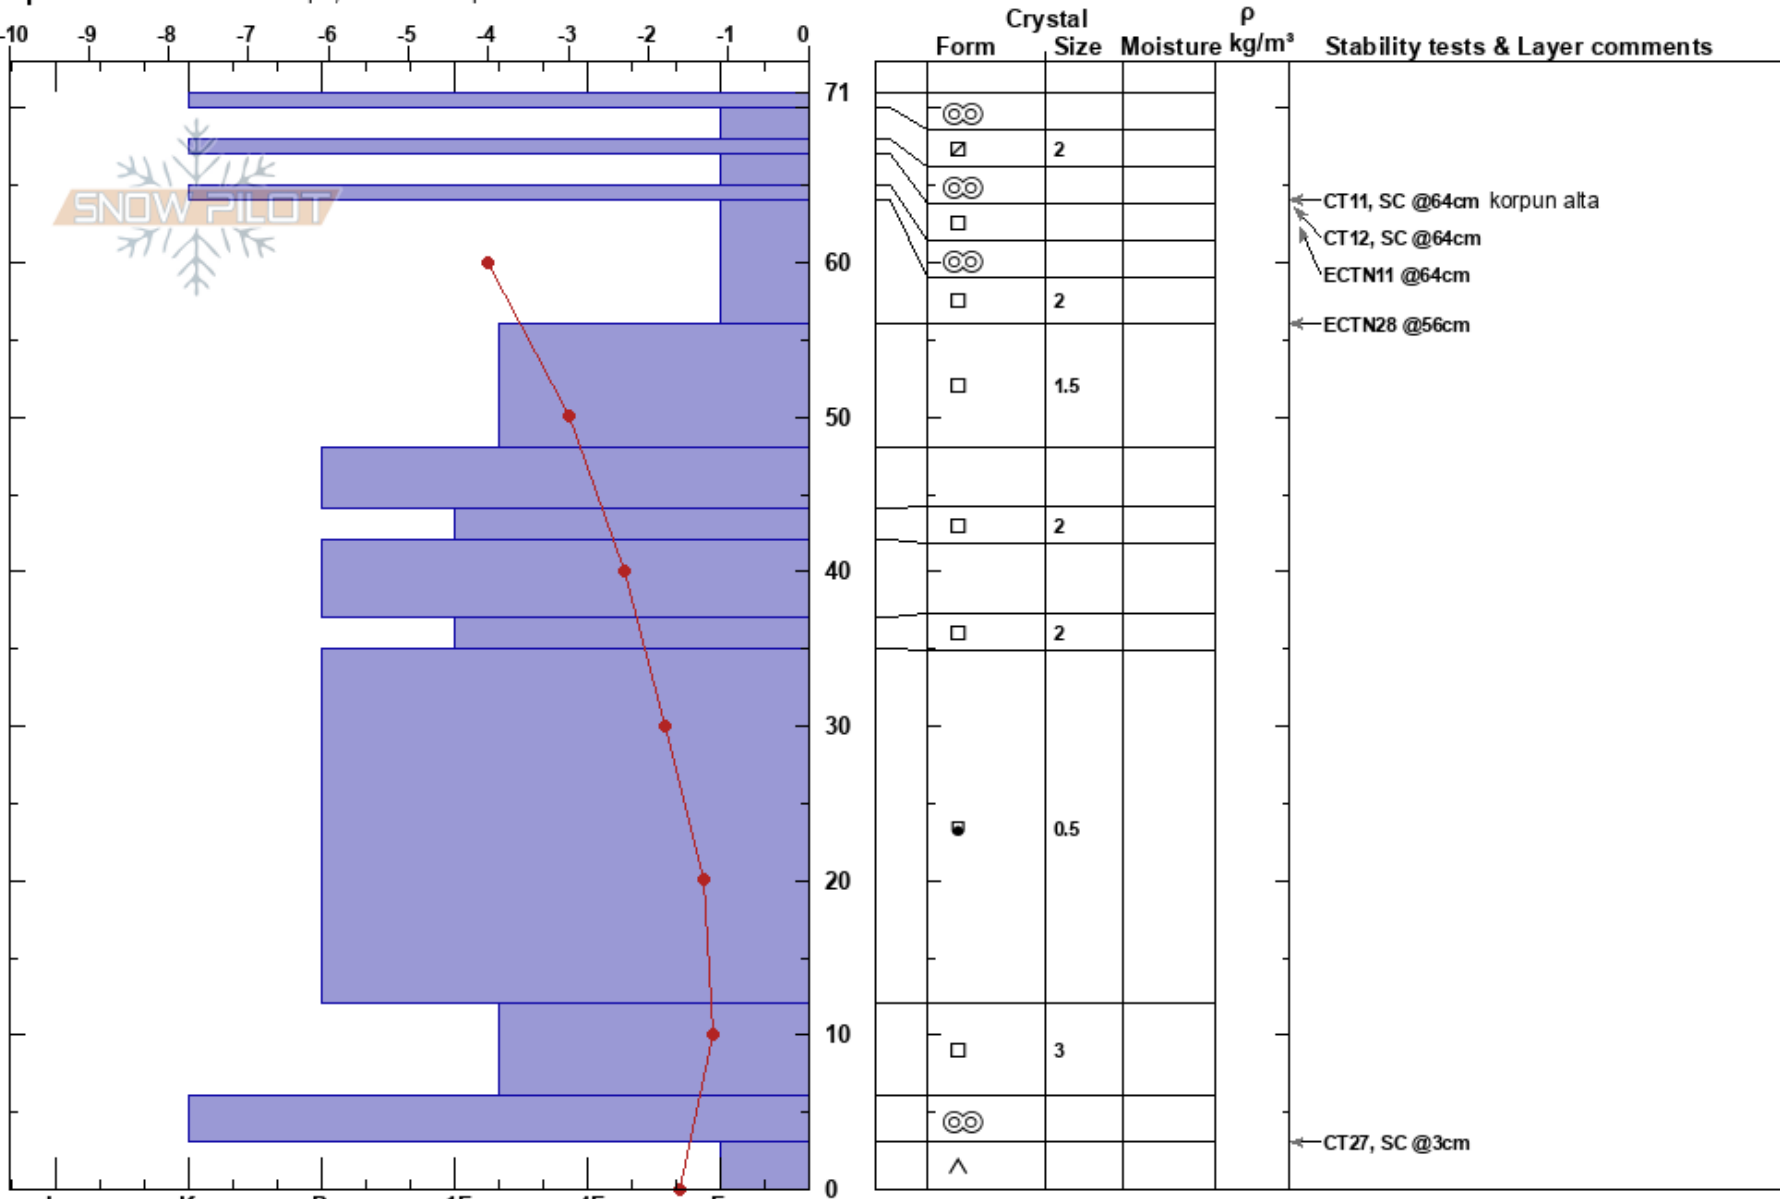 Crystal ρ
-10 -9 -8 -7 -6 -5 -4 -3 -2 -1 0 Form Size Moisture kg/m³ Stability tests & Layer comments
71
2
SNOW PILOT
CT11, SC @64cm korpun alta
CT12, SC @64cm
60
ECTN11 @64cm
2
ECTN28 @56cm
1.5
50
2
40
2
30
0.5
20
10
3
CT27, SC @3cm
0